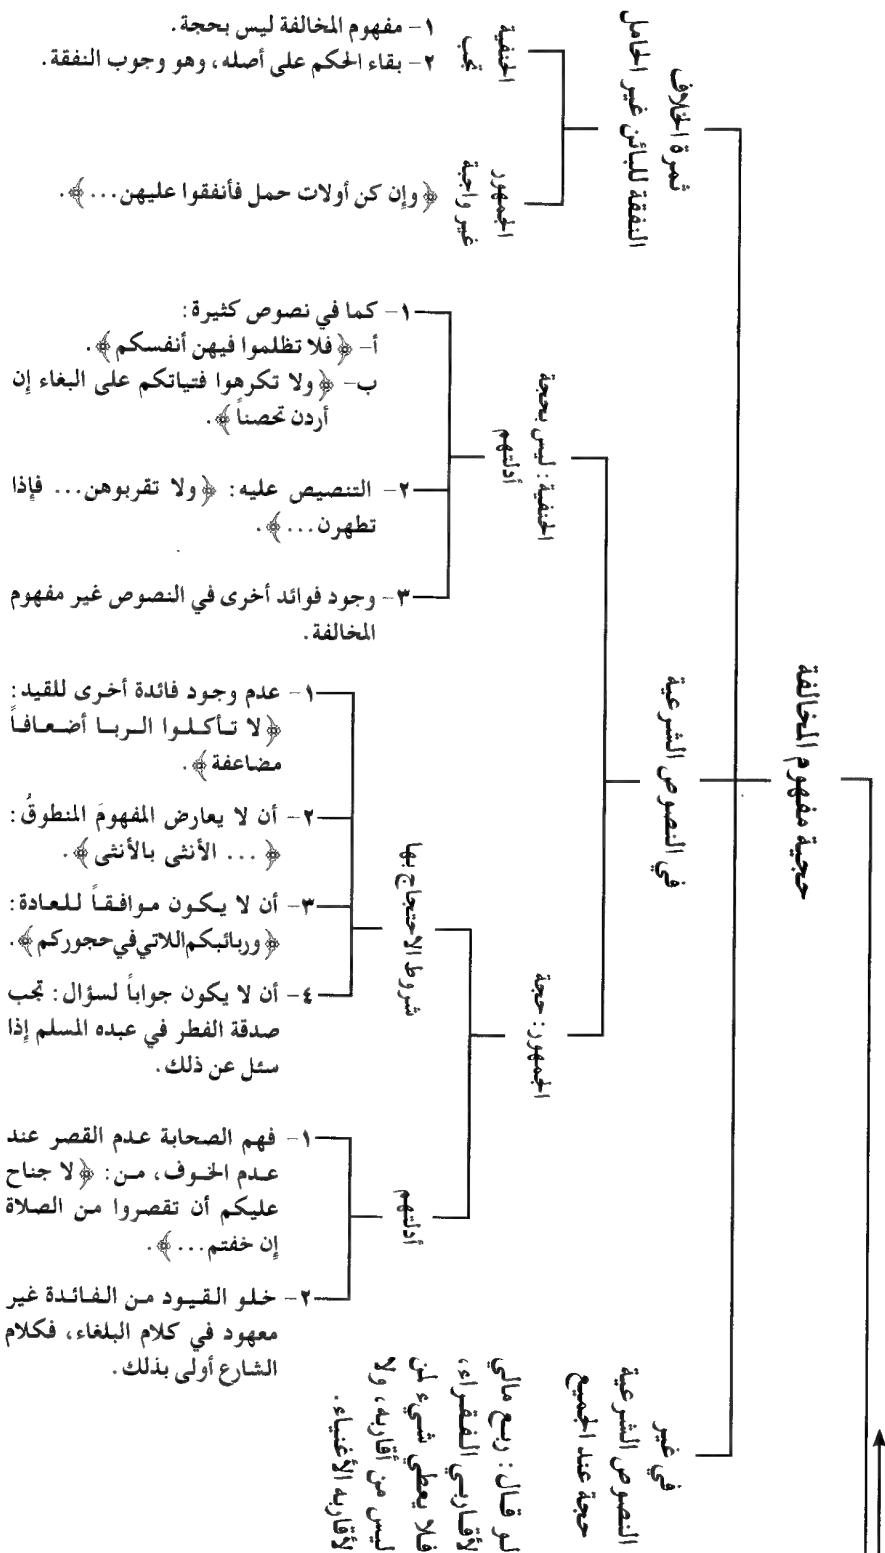 حجية مفهوم المخالفة
ثمرة الخلاف
النفقة للبائن غير الحامل
الحنفية
تجب
١- مفهوم المخالفة ليس بحجة.
٢- بقاء الحكم على أصله، وهو وجوب النفقة.
الجمهور
غير واجبة
﴿وإن كن أولات حمل فأنفقوا عليهن...﴾.
في النصوص الشرعية
الحنفية: ليس بحجة
أدلتهم
١- كما في نصوص كثيرة:
أ- ﴿فلا تظلموا فيهن أنفسكم﴾.
ب- ﴿ولا تكرهوا فتياتكم على البغاء إن
أردن تحصناً﴾.
٢- التنصيص عليه: ﴿ولا تقربوهن... فإذا
تطهرن...﴾.
٣- وجود فوائد أخرى في النصوص غير مفهوم
المخالفة.
الجمهور: حجة
شروط الاحتجاج بها
١- عدم وجود فائدة أخرى للقيد:
﴿لا تأكلوا الربا أضعافاً
مضاعفة﴾.
٢- أن لا يعارض المفهومَ المنطوقُ:
﴿... الأنثى بالأنثى﴾.
٣- أن لا يكون موافقاً للعادة:
﴿وربائبكم اللاتي في حجوركم﴾.
٤- أن لا يكون جواباً لسؤال: تجب
صدقة الفطر في عبده المسلم إذا
سئل عن ذلك.
أدلتهم
١- فهم الصحابة عدم القصر عند
عدم الخوف، من: ﴿لا جناح
عليكم أن تقصروا من الصلاة
إن خفتم...﴾.
٢- خلو القيود من الفائدة غير
معهود في كلام البلغاء، فكلام
الشارع أولى بذلك.
في غير
النصوص الشرعية
حجة عند الجميع
لو قال: ربع مالي
لأقاربي الفقراء،
فلا يعطي شيء لمن
ليس من أقاربه، ولا
لأقاربه الأغنياء.